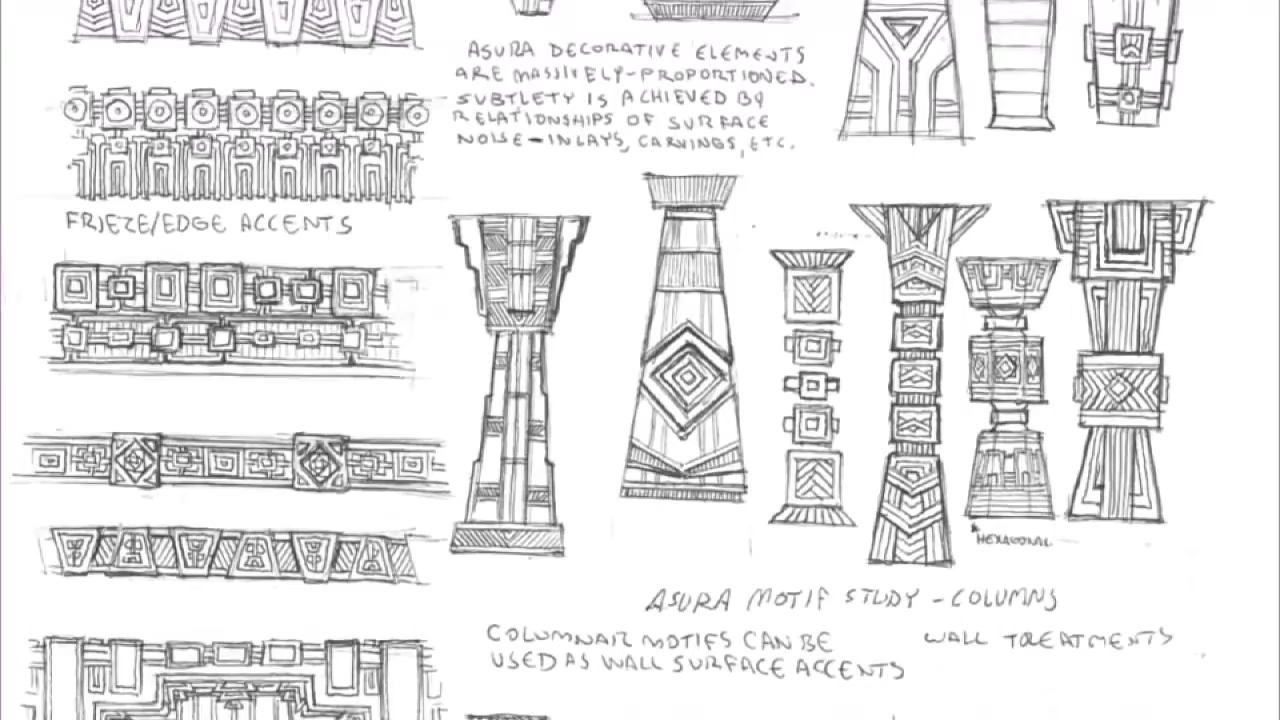 ASURA DECORATIVE ELEMENTS
ARE MASSIVELY-PROPORTIONED.
SUBTLETY IS ACHIEVED BY
RELATIONSHIPS OF SURFACE
NOISE-INLAYS, CARVINGS, ETC.
FRIEZE/EDGE ACCENTS
HEXAGONAL
ASURA MOTIF STUDY - COLUMNS
COLUMNAR MOTIFS CAN BE
USED AS WALL SURFACE ACCENTS
WALL TREATMENTS